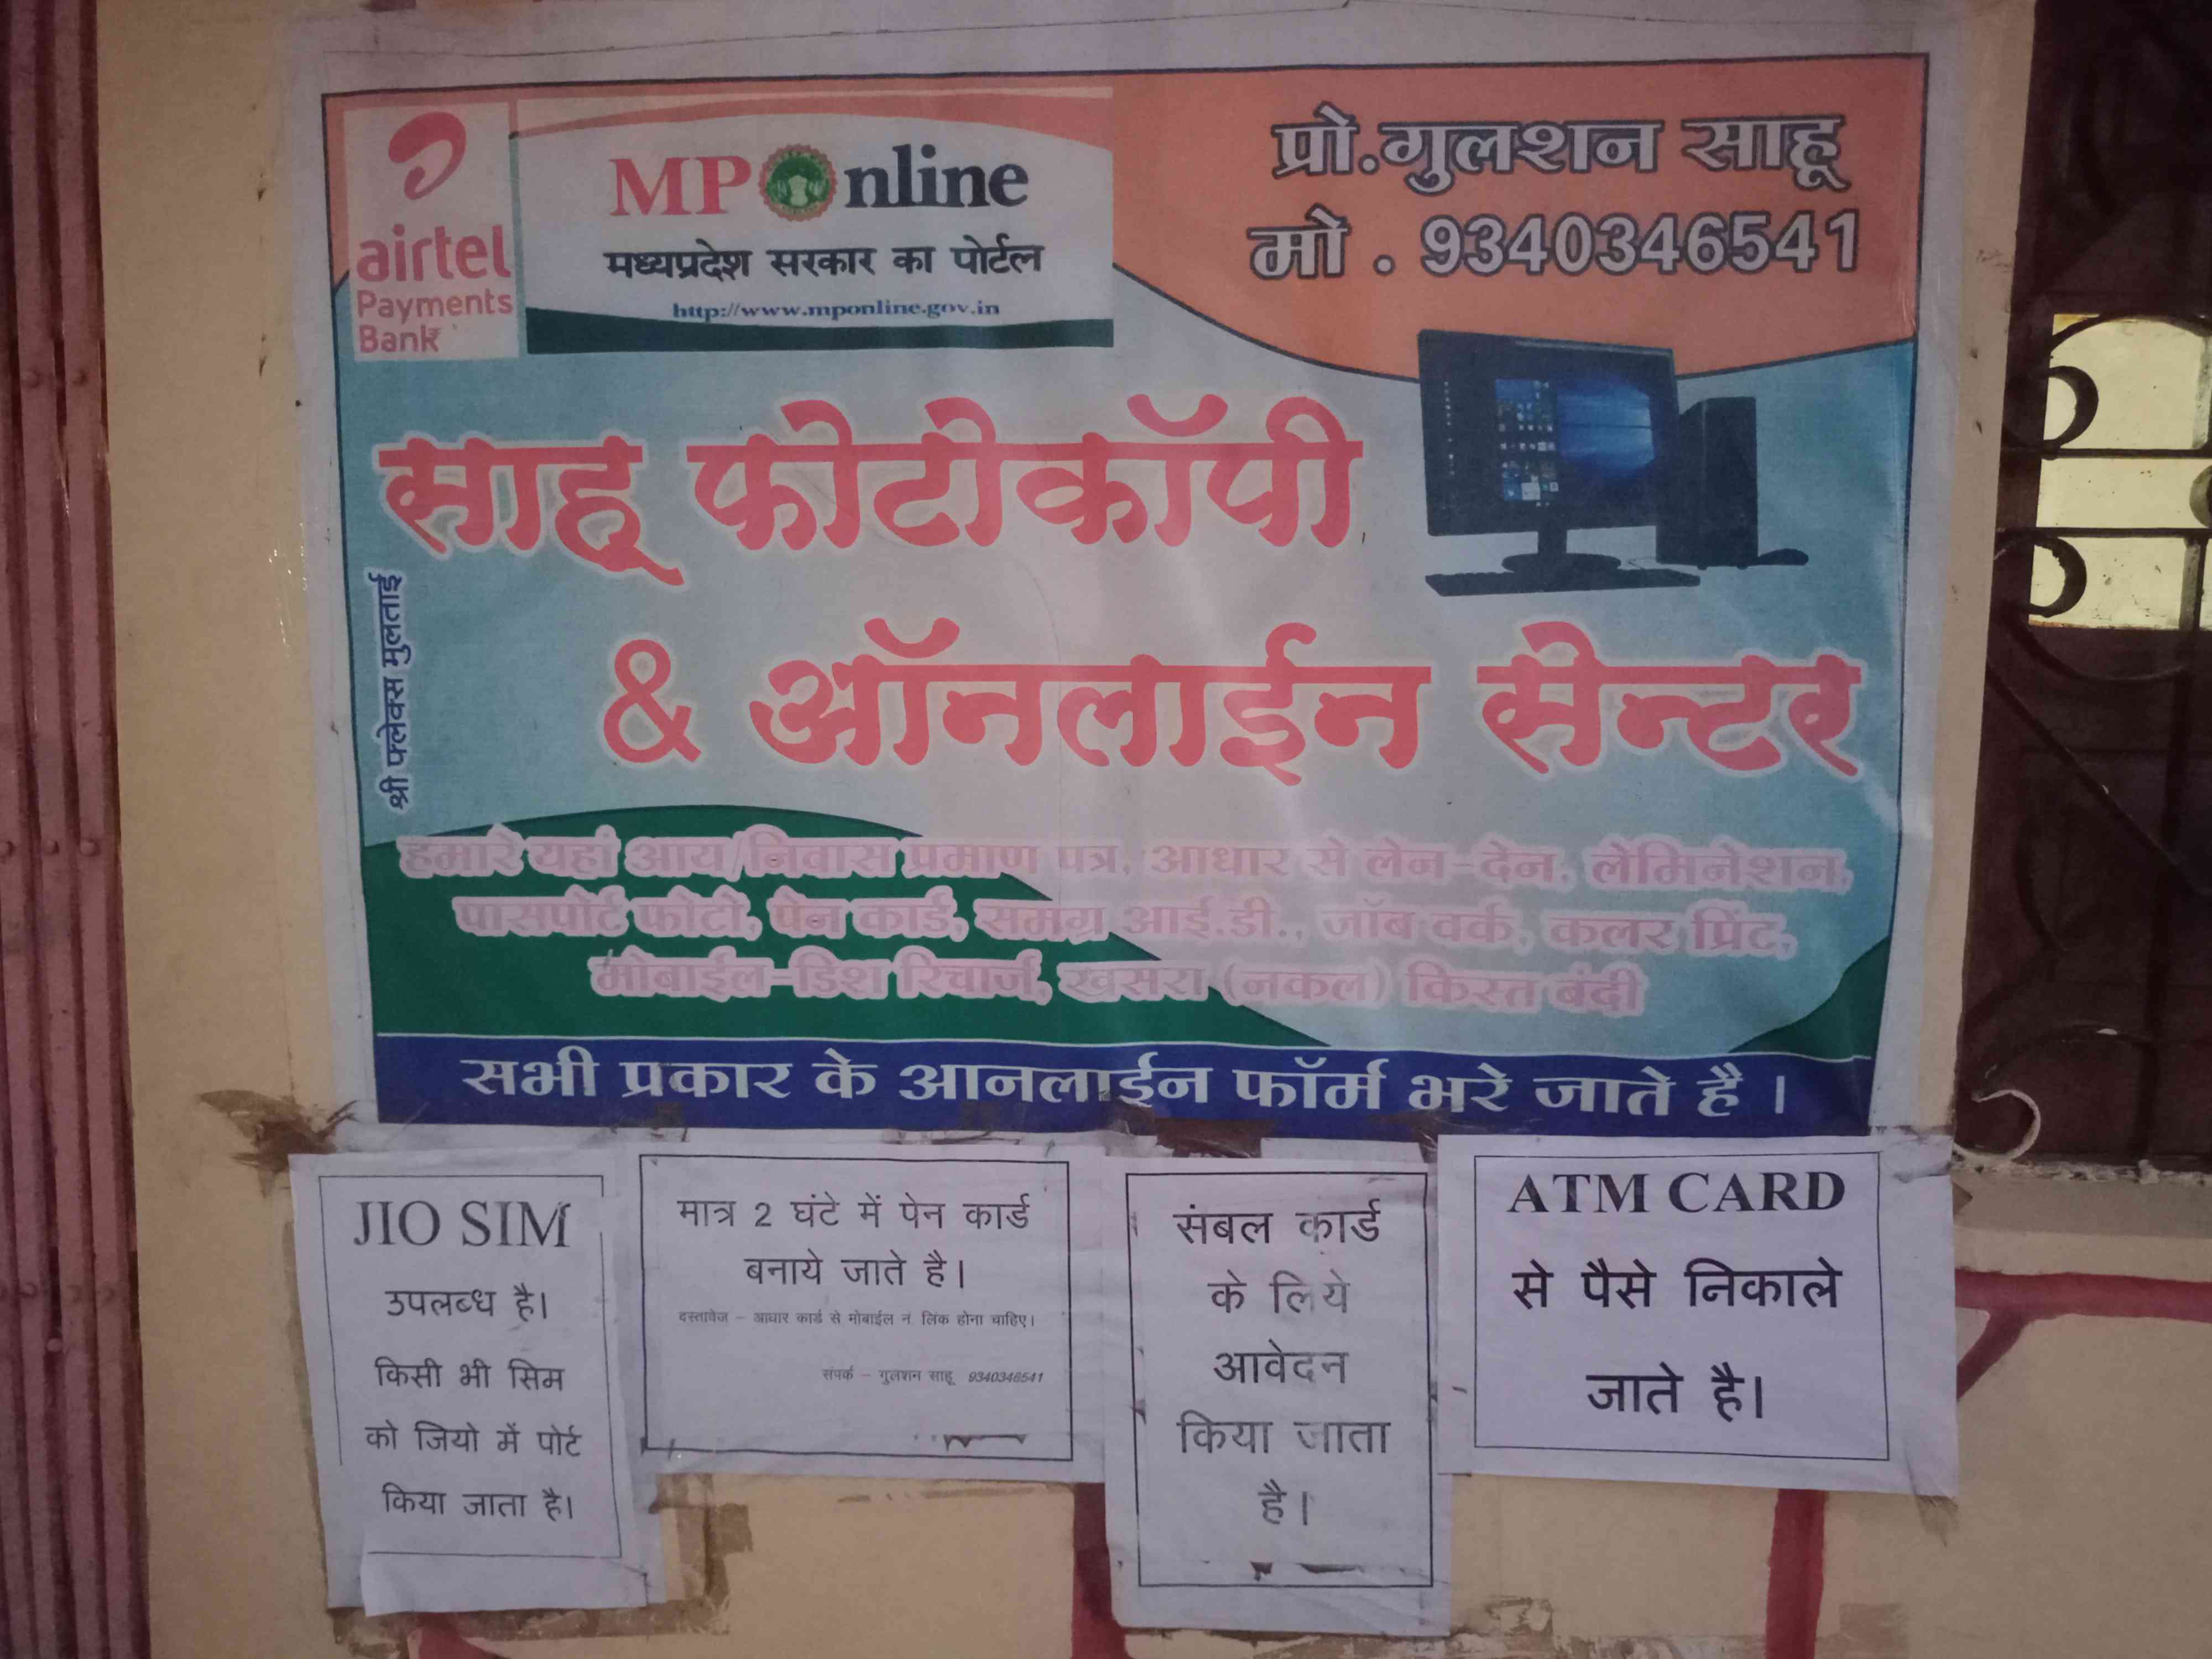 airtel
Payments
Bank
MPOnline
मध्यप्रदेश सरकार का पोर्टल
http://www.mponline.gov.in
प्रो.गुलशन साहू
मो . 9340346541
साहू फोटोकॉपी
& ऑनलाईन सेन्टर
श्री फ्लेक्स मुलताई
हमारे यहां आय/निवास प्रमाण पत्र, आधार से लेन-देन, लेमिनेशन,
पासपोर्ट फोटो, पेन कार्ड, समग्र आई.डी., जॉब वर्क, कलर प्रिंट,
मोबाईल-डिश रिचार्ज, खसरा (नकल) किस्त बंदी
सभी प्रकार के आनलाईन फॉर्म भरे जाते है ।
JIO SIM
उपलब्ध है।
किसी भी सिम
को जियो में पोर्ट
किया जाता है।
मात्र 2 घंटे में पेन कार्ड
बनाये जाते है।
दस्तावेज – आधार कार्ड से मोबाईल नं लिंक होना चाहिए।
संपर्क – गुलशन साहू 9340346541
संबल कार्ड
के लिये
आवेदन
किया जाता
है।
ATM CARD
से पैसे निकाले
जाते है।